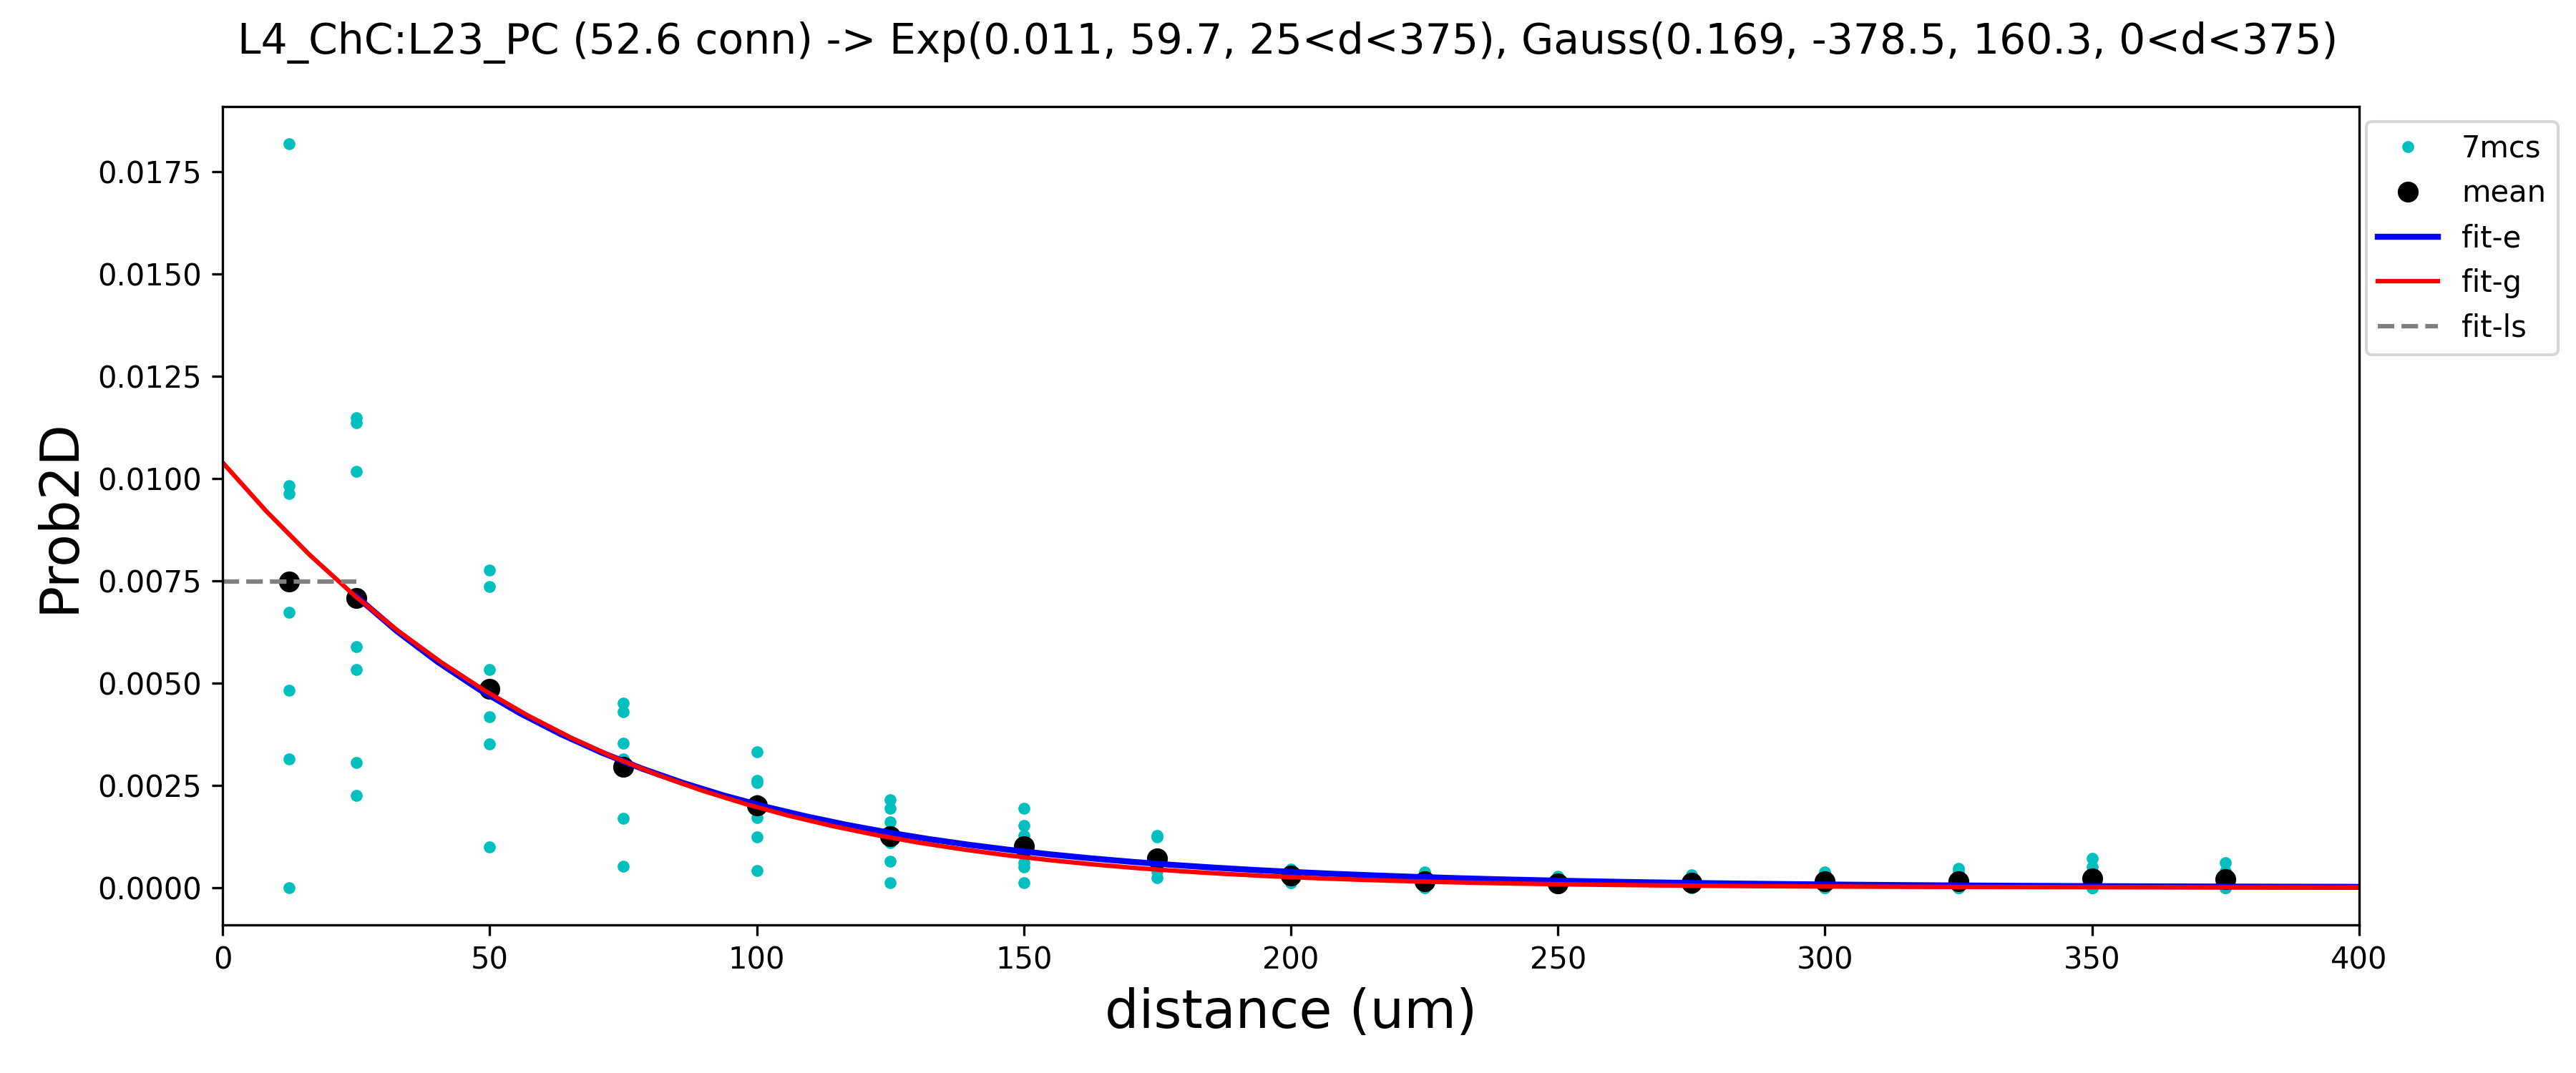 L4_ChC:L23_PC (52.6 conn) -> Exp(0.011, 59.7, 25<d<375), Gauss(0.169, -378.5, 160.3, 0<d<375)
7mcs
mean
fit-e
fit-g
fit-ls
Prob2D
0.0175
0.0150
0.0125
0.0100
0.0075
0.0050
0.0025
0.0000
0 50 100 150 200 250 300 350 400
distance (um)